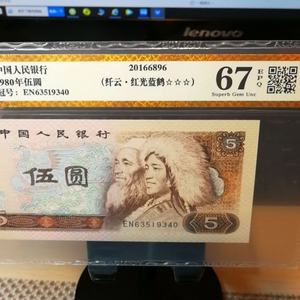 lenovo
中国人民银行
1980年伍圆
冠号：EN63519340
20166896
（纤云·红光蓝鹤☆☆☆）
67 EPQ
Superb Gem Unc
中国人民银行
5
伍圆
EN63519340
5